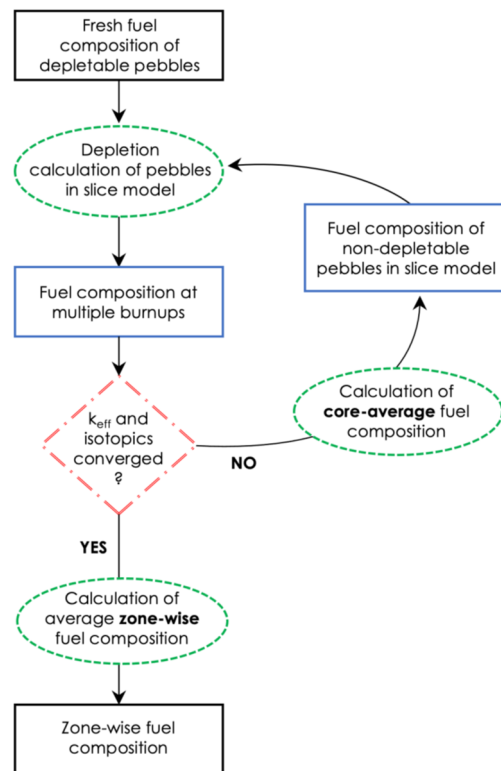 Fresh fuel
composition of
depletable pebbles
Depletion
calculation of pebbles
in slice model
Fuel composition of
non-depletable
pebbles in slice model
Fuel composition at
multiple burnups
Calculation of
core-average fuel
composition
keff and
isotopics
converged
?
NO
YES
Calculation of
average zone-wise
fuel composition
Zone-wise fuel
composition